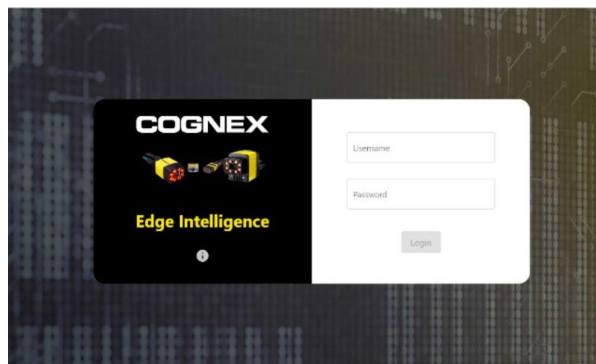 COGNEX
Edge Intelligence
Username
Password
Login